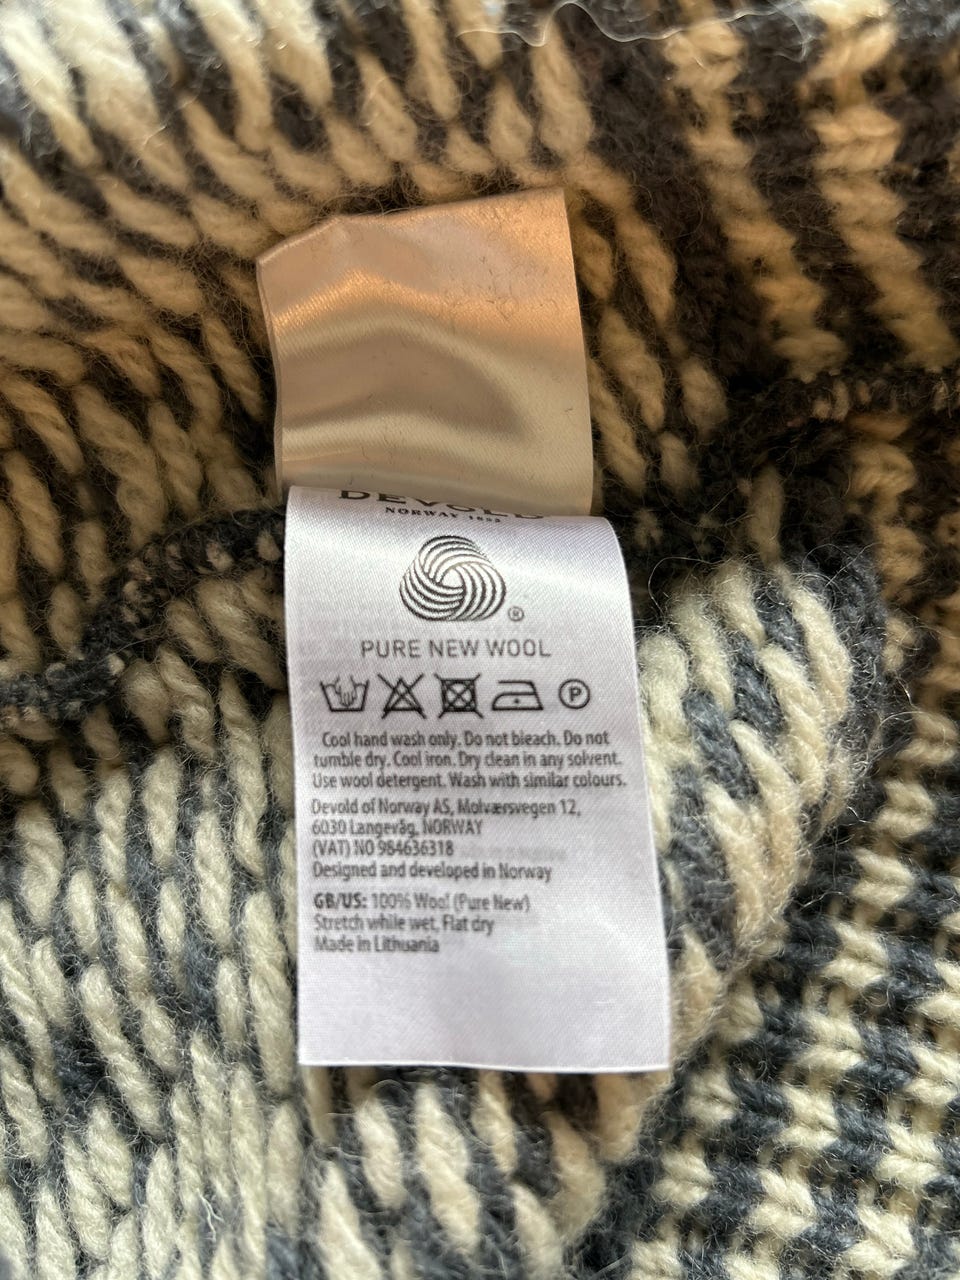 DEVOLD
NORWAY 1853
®
PURE NEW WOOL
P
Cool hand wash only. Do not bleach. Do not
tumble dry. Cool iron. Dry clean in any solvent.
Use wool detergent. Wash with similar colours.
Devold of Norway AS, Molværsvegen 12,
6030 Langevåg, NORWAY
(VAT) NO 984636318
Designed and developed in Norway
GB/US: 100% Wool (Pure New)
Stretch while wet, Flat dry
Made in Lithuania